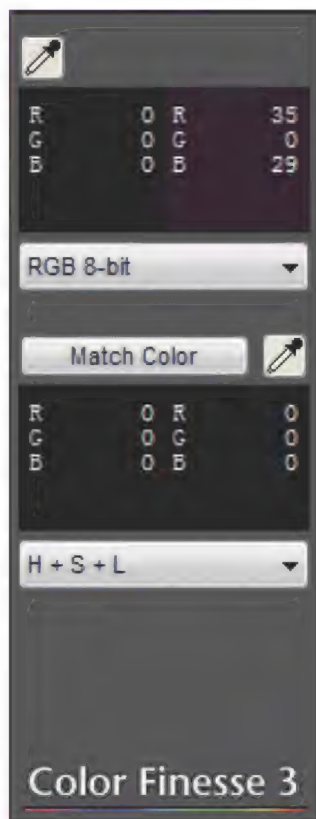 R 0 R 35
G 0 G 0
B 0 B 29
RGB 8-bit
Match Color
R 0 R 0
G 0 G 0
B 0 B 0
H + S + L
Color Finesse 3